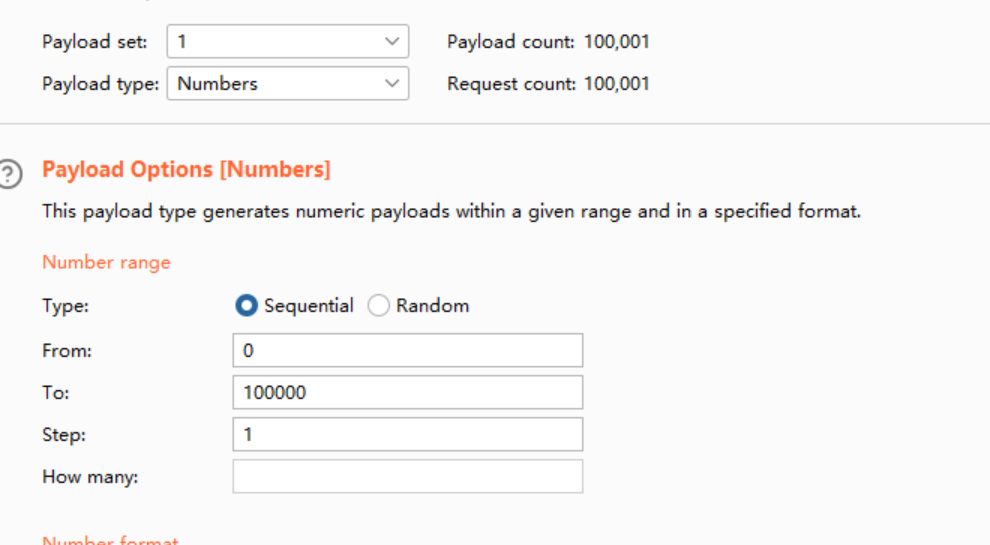 Payload set: 1 Payload count: 100,001
Payload type: Numbers Request count: 100,001
Payload Options [Numbers]
This payload type generates numeric payloads within a given range and in a specified format.
Number range
Type: Sequential Random
From: 0
To: 100000
Step: 1
How many:
Number format